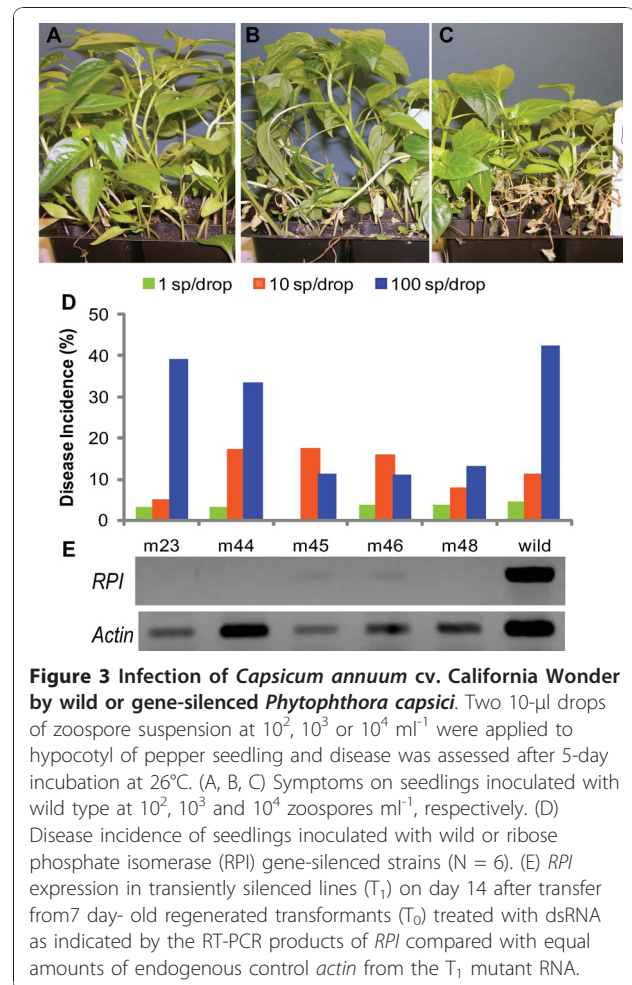 A B C
1 sp/drop 10 sp/drop 100 sp/drop
D
Disease Incidence (%)
50
40
30
20
10
0
m23 m44 m45 m46 m48 wild
E
RPI
Actin
Figure 3 Infection of Capsicum annuum cv. California Wonder
by wild or gene-silenced Phytophthora capsici. Two 10-μl drops
of zoospore suspension at 10², 10³ or 10⁴ ml⁻¹ were applied to
hypocotyl of pepper seedling and disease was assessed after 5-day
incubation at 26°C. (A, B, C) Symptoms on seedlings inoculated with
wild type at 10², 10³ and 10⁴ zoospores ml⁻¹, respectively. (D)
Disease incidence of seedlings inoculated with wild or ribose
phosphate isomerase (RPI) gene-silenced strains (N = 6). (E) RPI
expression in transiently silenced lines (T₁) on day 14 after transfer
from7 day- old regenerated transformants (T₀) treated with dsRNA
as indicated by the RT-PCR products of RPI compared with equal
amounts of endogenous control actin from the T₁ mutant RNA.